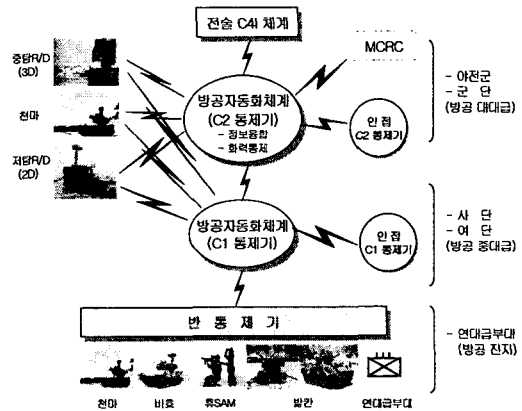 전술 C4I 체계
중탐R/D
(3D)
MCRC
천마
방공자동화체계
(C2 통제기)
- 정보융합
- 화력통제
- 야전군
- 군 단
(방공 대대급)
인 접
C2 통제기
저탐R/D
(2D)
방공자동화체계
(C1 통제기)
인 접
C1 통제기
- 사 단
- 여 단
(방공 중대급)
반 통 제 기
- 연대급부대
(방공 진지)
천마 비호 휴SAM 발칸 연대급부대